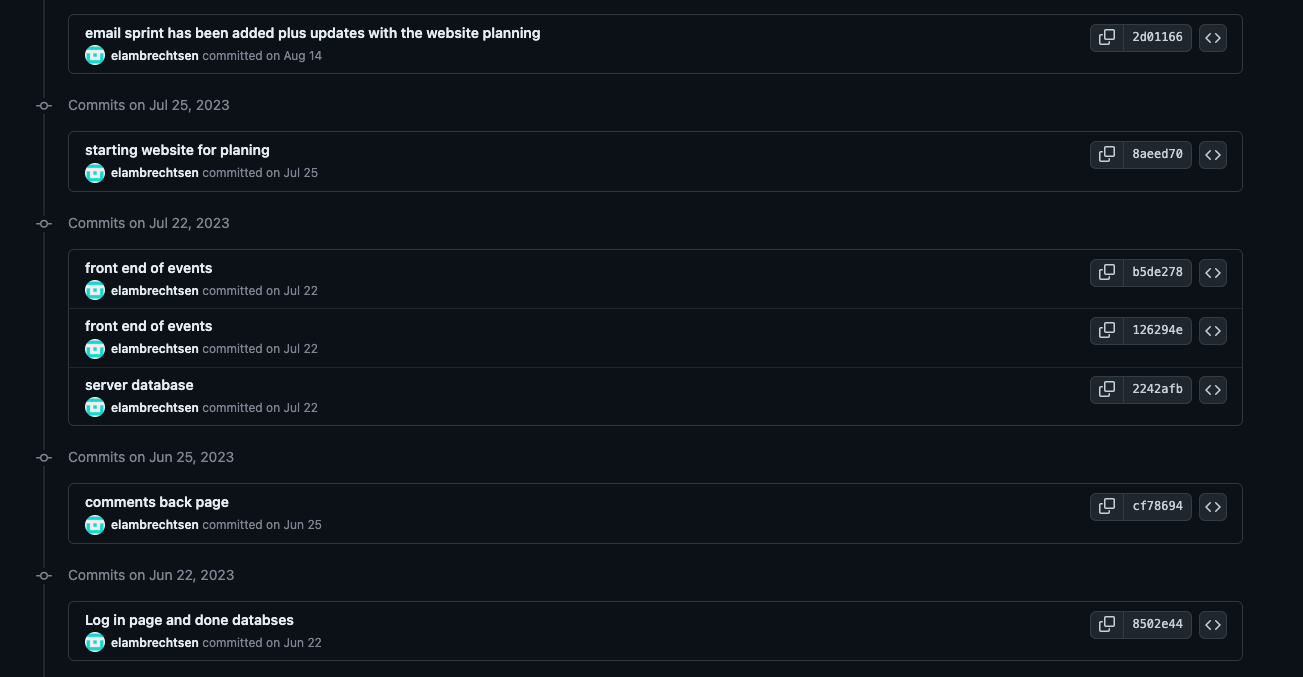 email sprint has been added plus updates with the website planning
2d01166
elambrechtsen committed on Aug 14
Commits on Jul 25, 2023
starting website for planing
8aeed70
elambrechtsen committed on Jul 25
Commits on Jul 22, 2023
front end of events
b5de278
elambrechtsen committed on Jul 22
front end of events
126294e
elambrechtsen committed on Jul 22
server database
2242afb
elambrechtsen committed on Jul 22
Commits on Jun 25, 2023
comments back page
cf78694
elambrechtsen committed on Jun 25
Commits on Jun 22, 2023
Log in page and done databses
8502e44
elambrechtsen committed on Jun 22